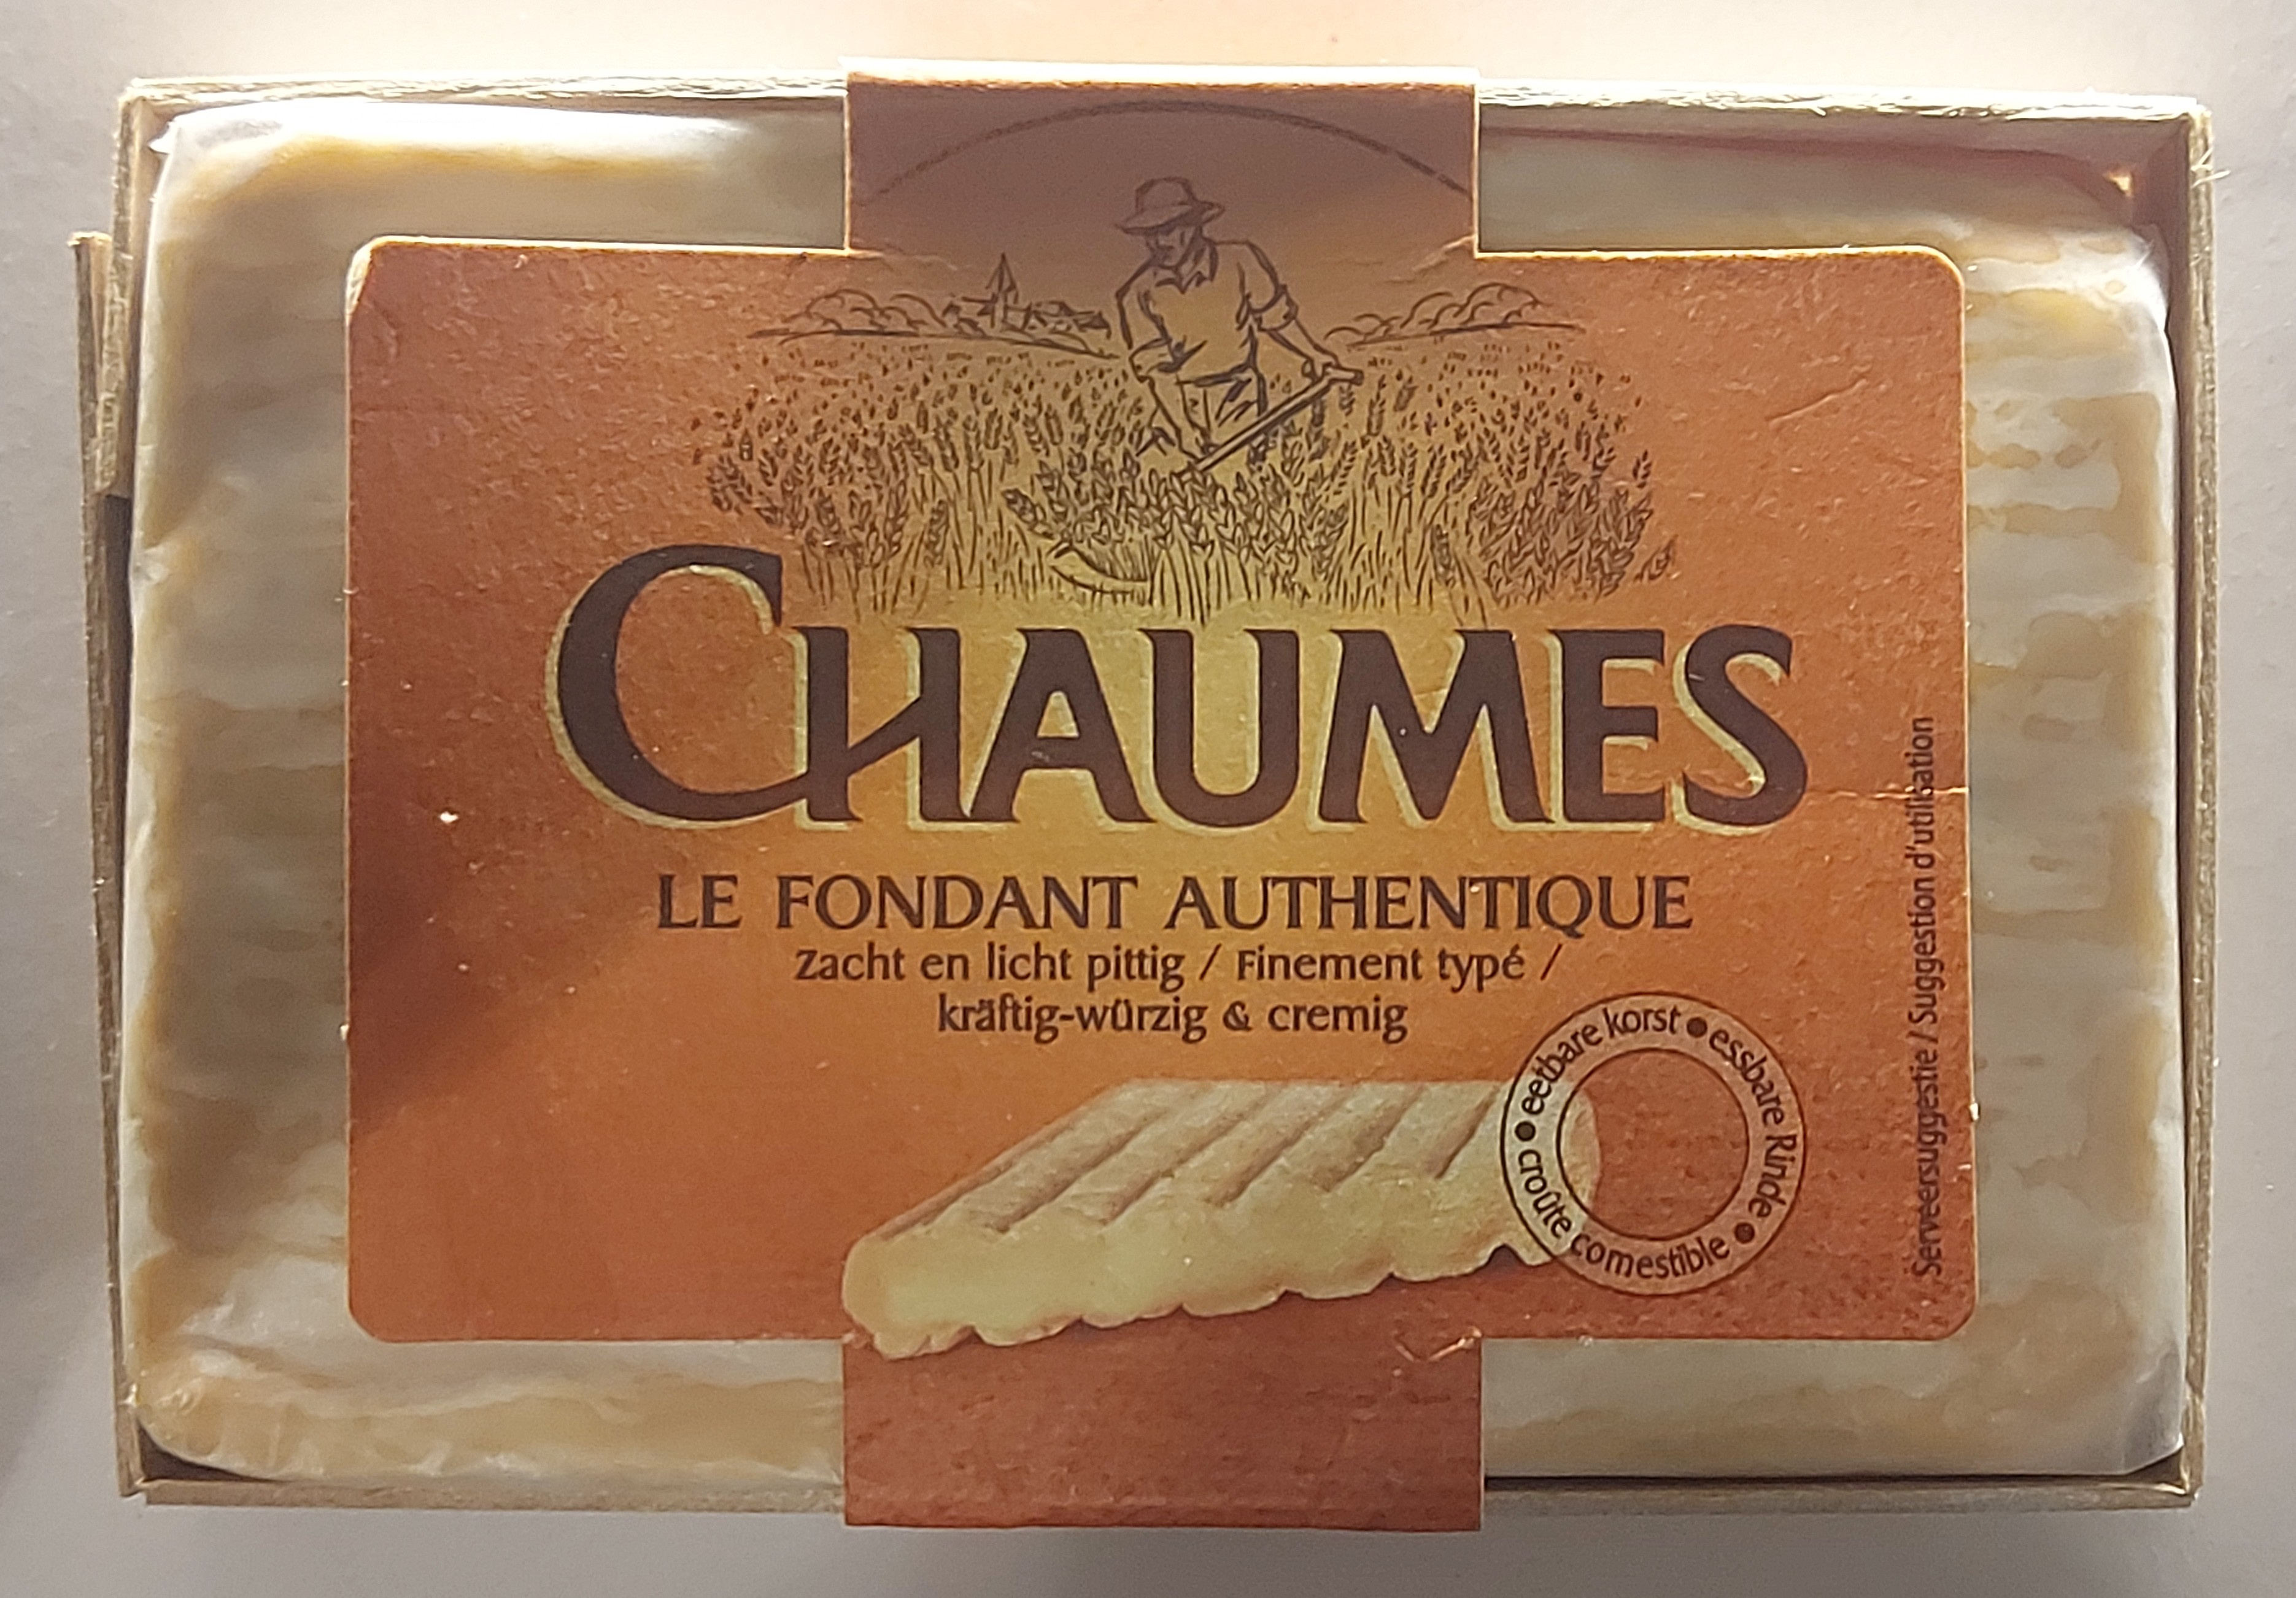 CHAUMES
LE FONDANT AUTHENTIQUE
zacht en licht pittig / Finement typé /
kräftig-würzig & cremig
eetbare korst • essbare Rinde • croûte comestible •
Serveersuggestie / Suggestion d'utilisation